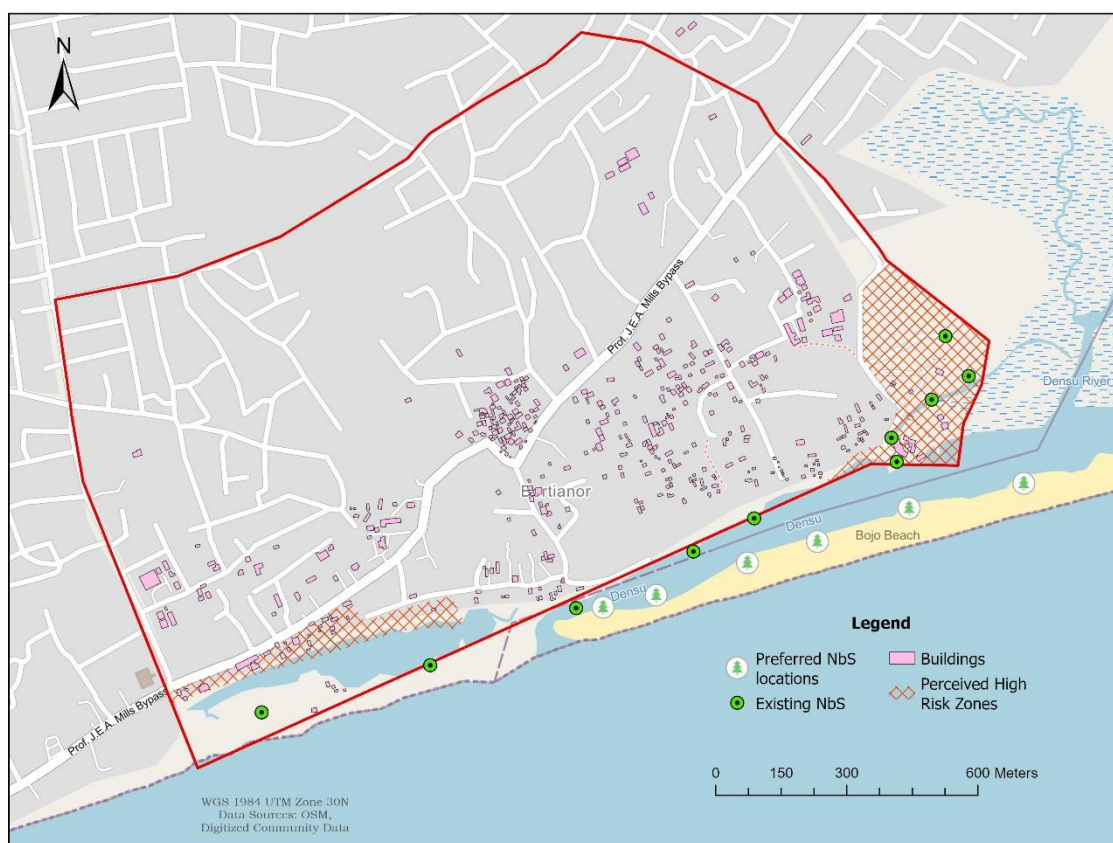 N
Prof. J.E.A. Mills Bypass
Densu River
Densu
Bojo Beach
Densu
Prof. J.E.A. Mills Bypass
Legend
Preferred NbS
locations
Buildings
Existing NbS
Perceived High
Risk Zones
0 150 300 600 Meters
WGS 1984 UTM Zone 30N
Data Sources: OSM,
Digitized Community Data